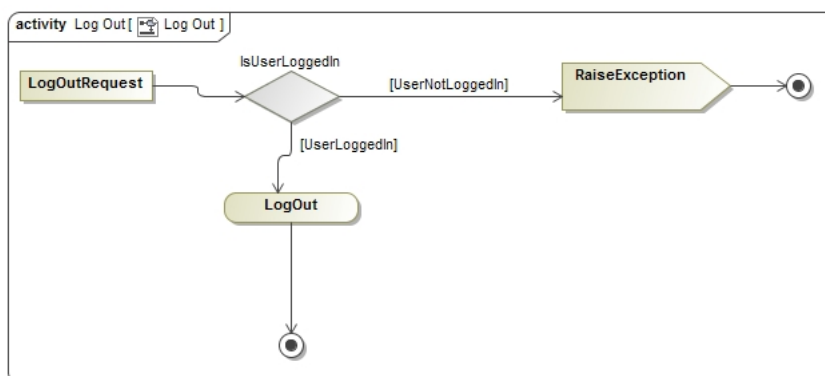 activity Log Out [ Log Out ]
IsUserLoggedIn
LogOutRequest
[UserNotLoggedIn]
RaiseException
[UserLoggedIn]
LogOut